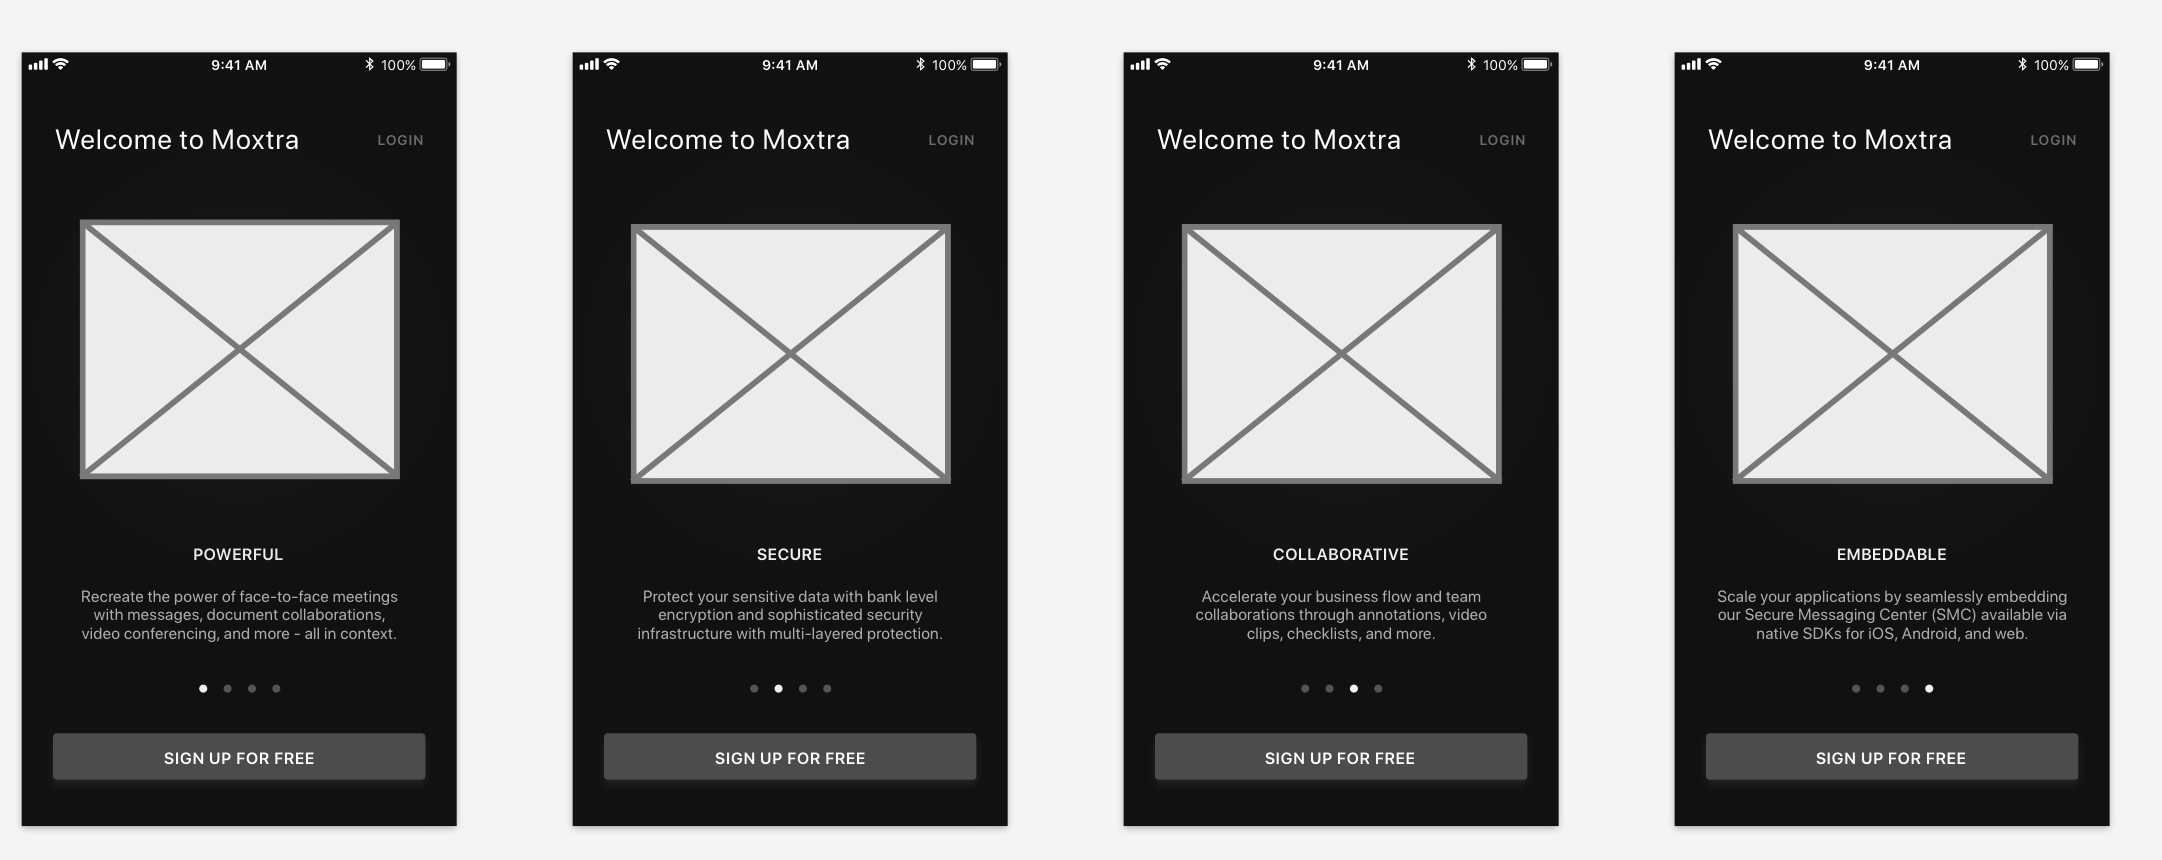 9:41 AM
100%
Welcome to Moxtra
LOGIN
POWERFUL
Recreate the power of face-to-face meetings
with messages, document collaborations,
video conferencing, and more - all in context.
SIGN UP FOR FREE
9:41 AM
100%
Welcome to Moxtra
LOGIN
SECURE
Protect your sensitive data with bank level
encryption and sophisticated security
infrastructure with multi-layered protection.
SIGN UP FOR FREE
9:41 AM
100%
Welcome to Moxtra
LOGIN
COLLABORATIVE
Accelerate your business flow and team
collaborations through annotations, video
clips, checklists, and more.
SIGN UP FOR FREE
9:41 AM
100%
Welcome to Moxtra
LOGIN
EMBEDDABLE
Scale your applications by seamlessly embedding
our Secure Messaging Center (SMC) available via
native SDKs for iOS, Android, and web.
SIGN UP FOR FREE